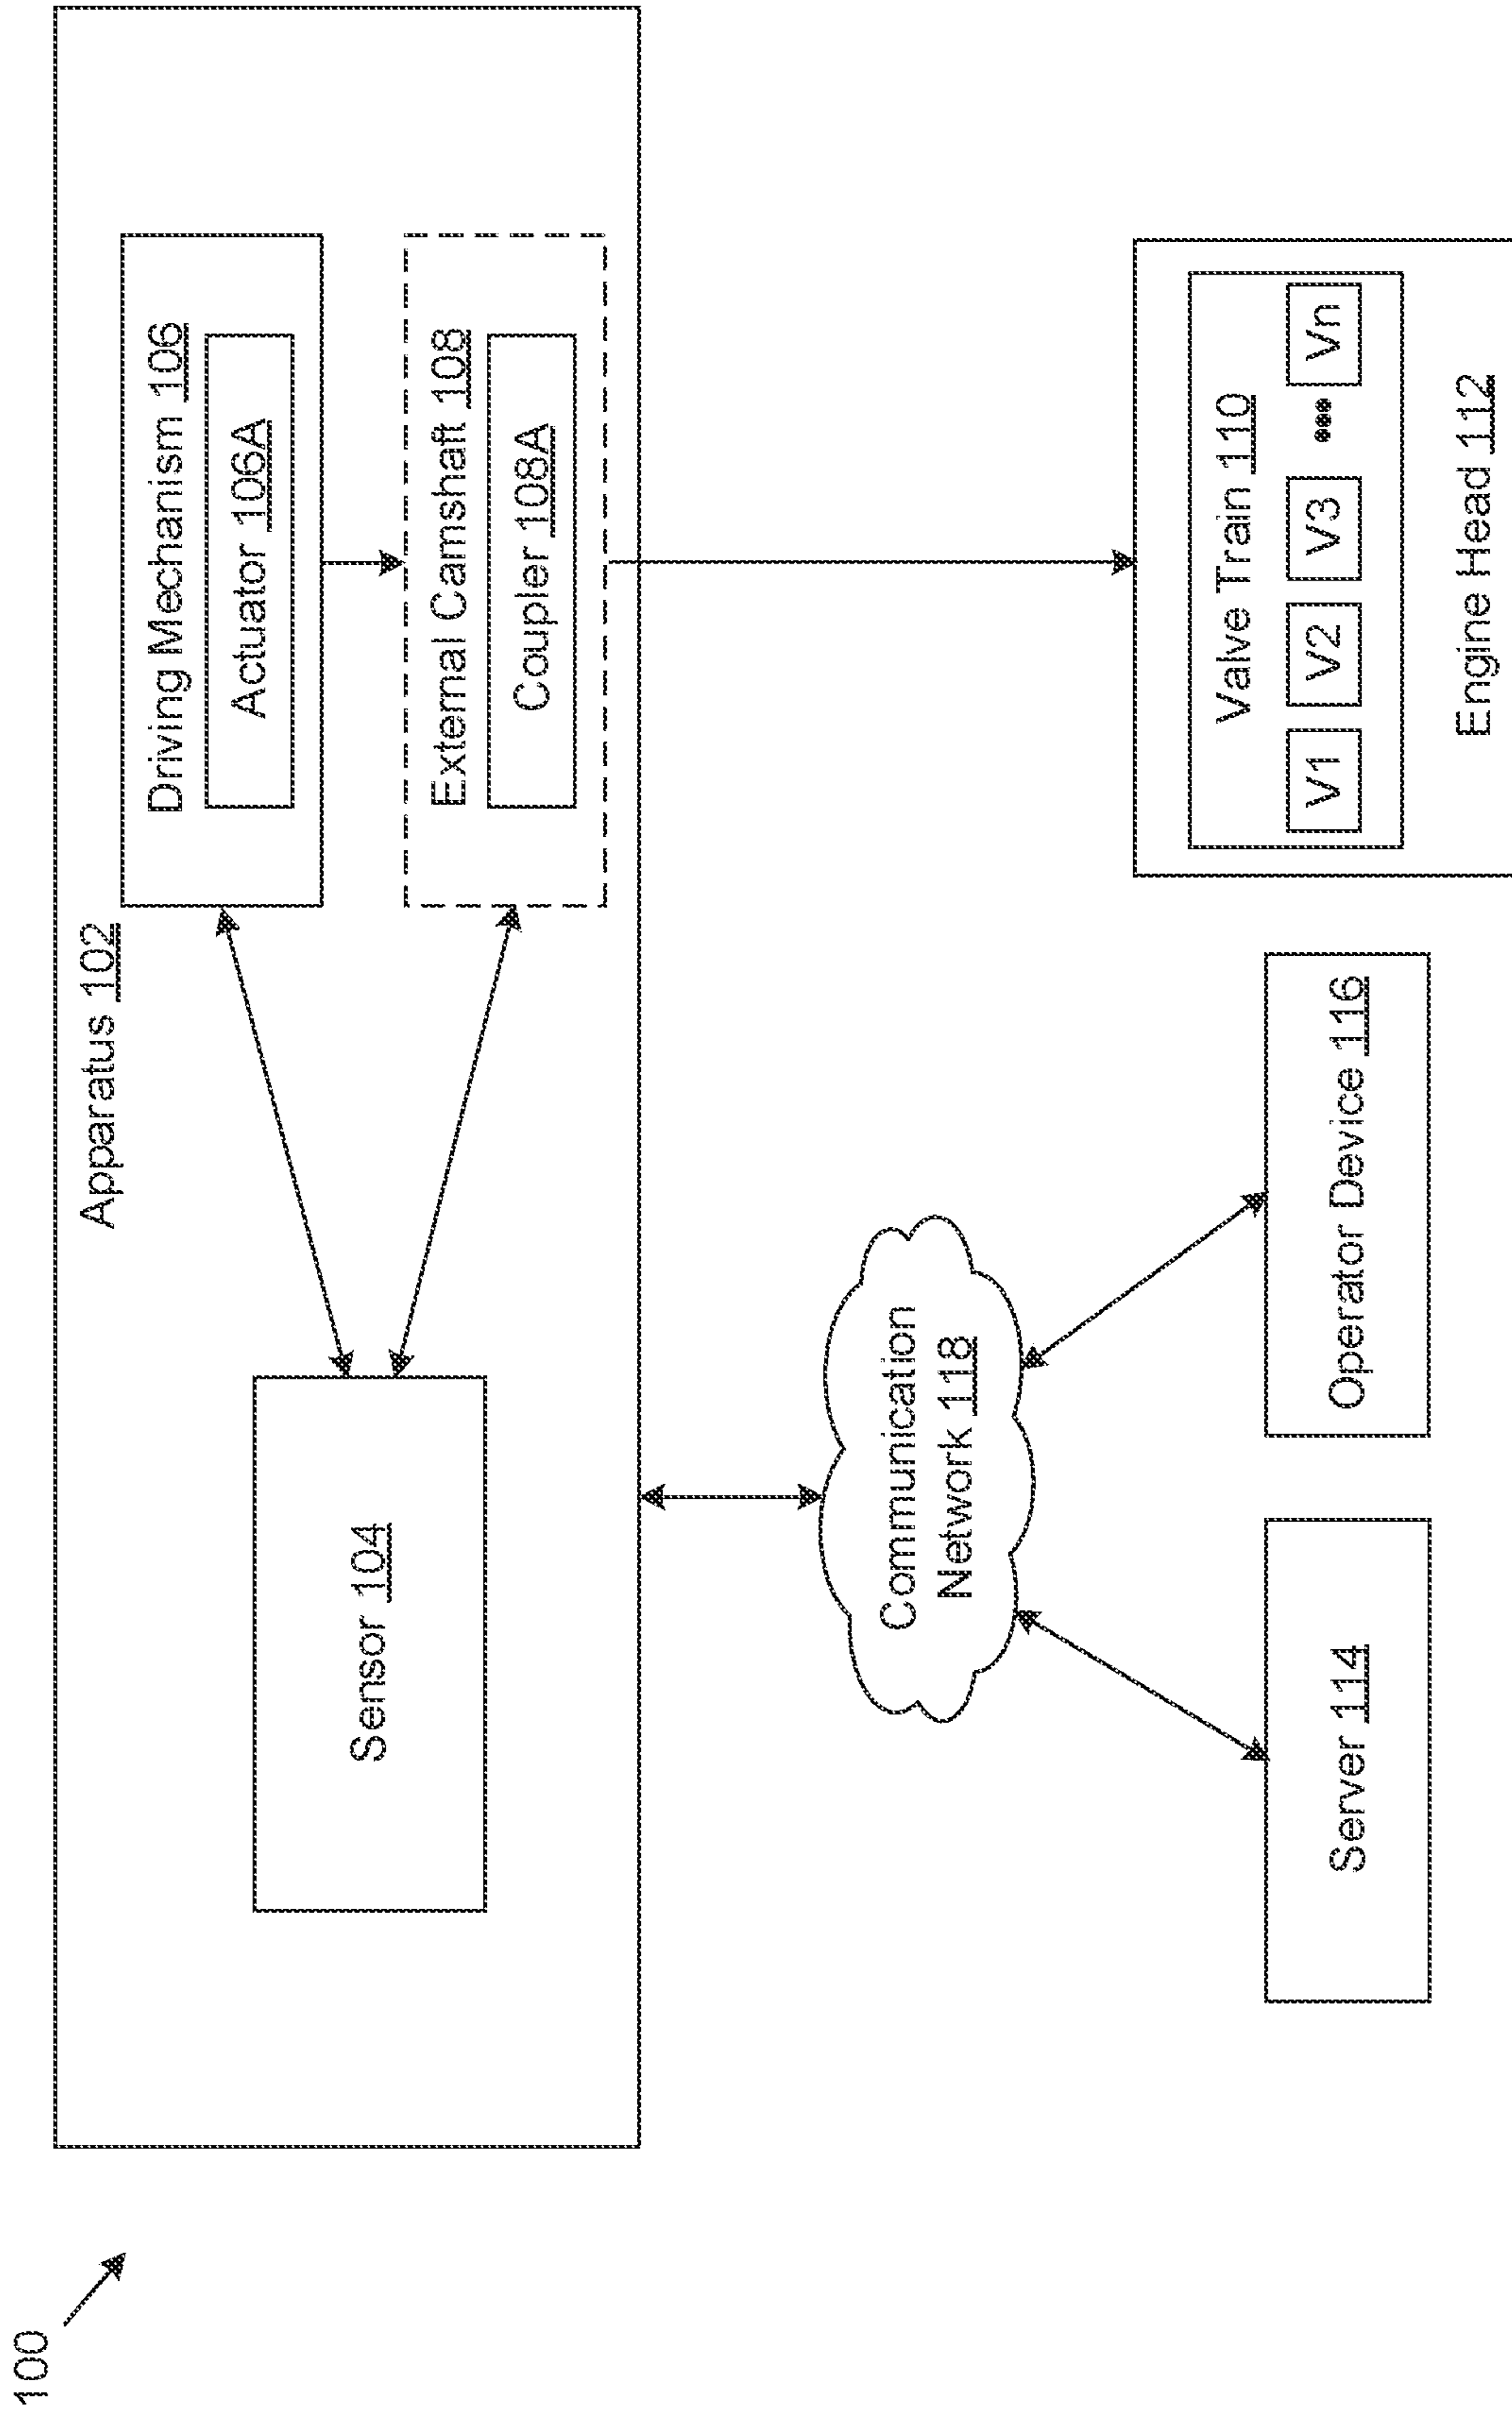 100
Apparatus 102
Sensor 104
Driving Mechanism 106
Actuator 106A
External Camshaft 108
Coupler 108A
Communication
Network 118
Server 114
Operator Device 116
Valve Train 110
V1 V2 V3 ••• Vn
Engine Head 112